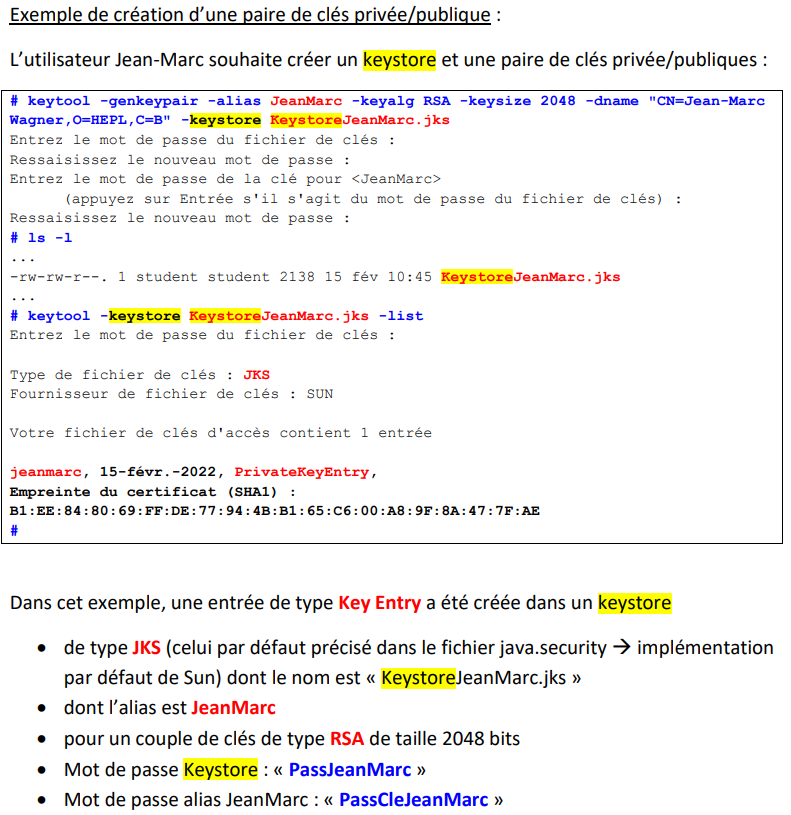 Exemple de création d’une paire de clés privée/publique :
L’utilisateur Jean-Marc souhaite créer un keystore et une paire de clés privée/publiques :
# keytool -genkeypair -alias JeanMarc -keyalg RSA -keysize 2048 -dname "CN=Jean-Marc
Wagner,O=HEPL,C=B" -keystore KeystoreJeanMarc.jks
Entrez le mot de passe du fichier de clés :
Ressaisissez le nouveau mot de passe :
Entrez le mot de passe de la clé pour <JeanMarc>
(appuyez sur Entrée s'il s'agit du mot de passe du fichier de clés) :
Ressaisissez le nouveau mot de passe :
# ls -l
...
-rw-rw-r--. 1 student student 2138 15 fév 10:45 KeystoreJeanMarc.jks
...
# keytool -keystore KeystoreJeanMarc.jks -list
Entrez le mot de passe du fichier de clés :
Type de fichier de clés : JKS
Fournisseur de fichier de clés : SUN
Votre fichier de clés d'accès contient 1 entrée
jeanmarc, 15-févr.-2022, PrivateKeyEntry,
Empreinte du certificat (SHA1) :
B1:EE:84:80:69:FF:DE:77:94:4B:B1:65:C6:00:A8:9F:8A:47:7F:AE
#
Dans cet exemple, une entrée de type Key Entry a été créée dans un keystore
• de type JKS (celui par défaut précisé dans le fichier java.security → implémentation
par défaut de Sun) dont le nom est « KeystoreJeanMarc.jks »
• dont l’alias est JeanMarc
• pour un couple de clés de type RSA de taille 2048 bits
• Mot de passe Keystore : « PassJeanMarc »
• Mot de passe alias JeanMarc : « PassCleJeanMarc »